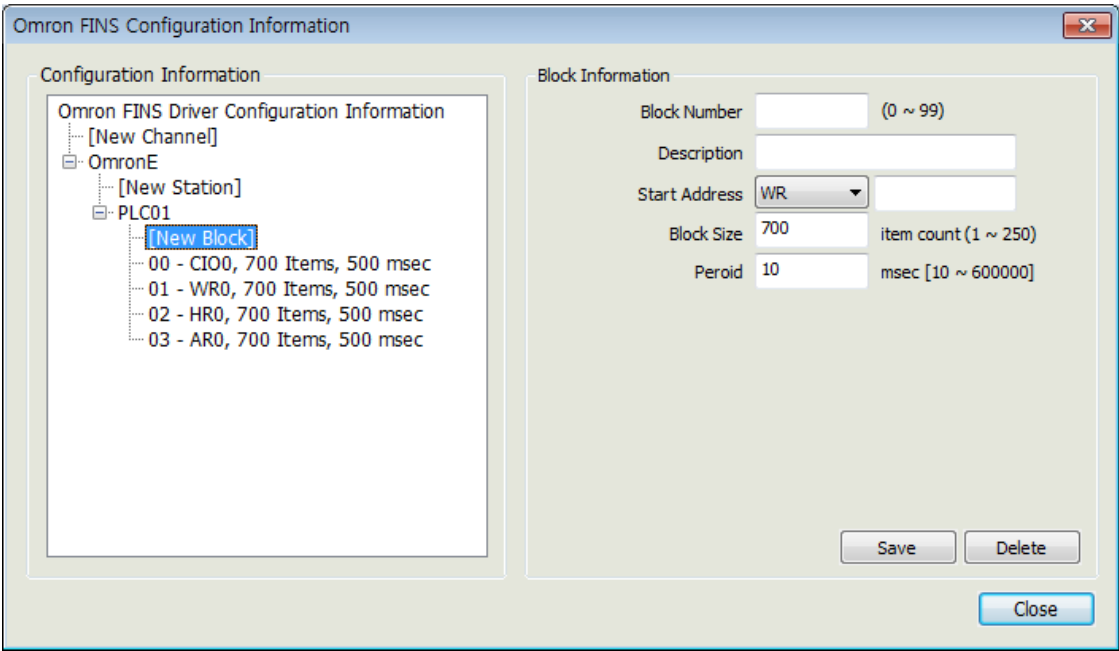 Omron FINS Configuration Information
Configuration Information
Omron FINS Driver Configuration Information
[New Channel]
OmronE
[New Station]
PLC01
[New Block]
00 - CIO0, 700 Items, 500 msec
01 - WR0, 700 Items, 500 msec
02 - HR0, 700 Items, 500 msec
03 - AR0, 700 Items, 500 msec
Block Information
Block Number (0 ~ 99)
Description
Start Address WR
Block Size 700 item count (1 ~ 250)
Peroid 10 msec [10 ~ 600000]
Save Delete
Close